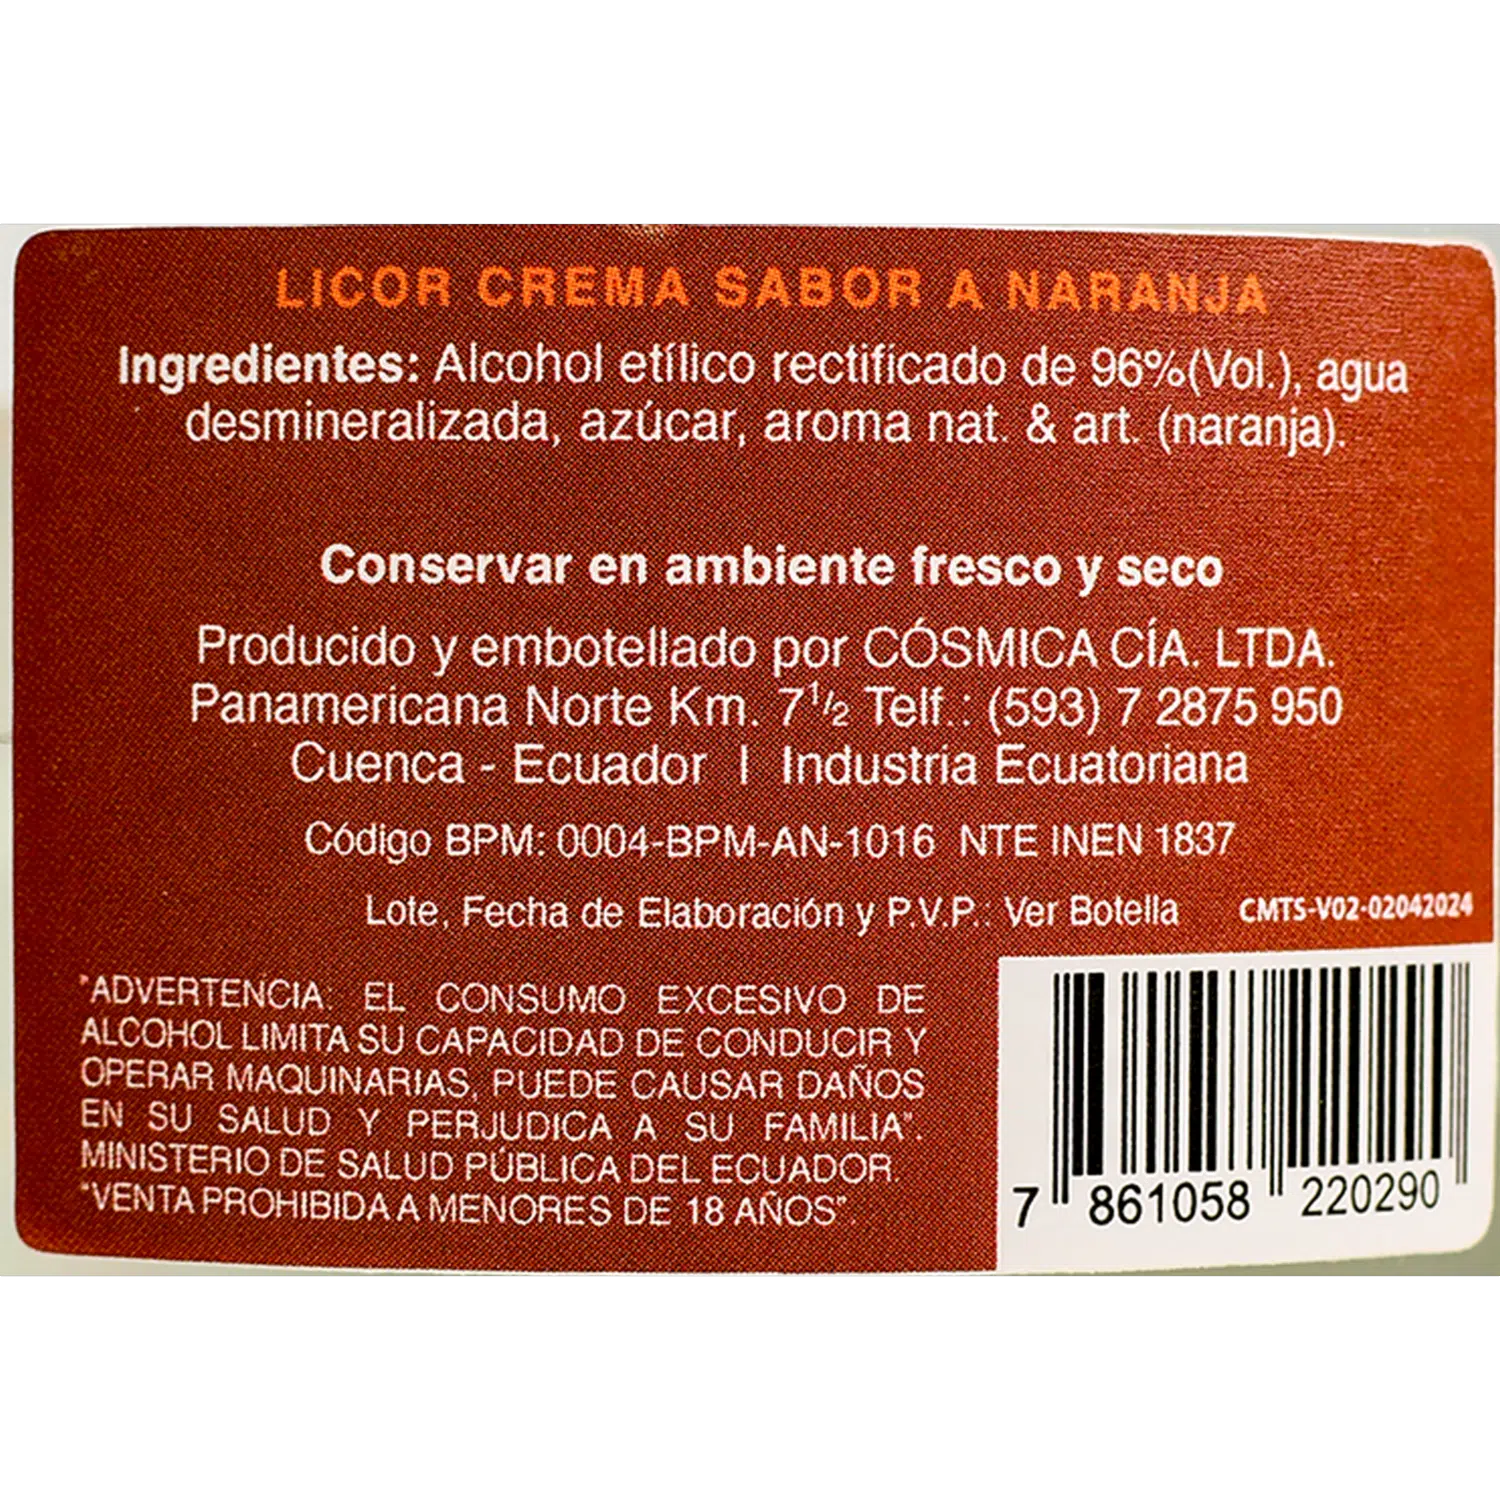 LICOR CREMA SABOR A NARANJA
Ingredientes: Alcohol etílico rectificado de 96%(Vol.), agua
desmineralizada, azúcar, aroma nat. & art. (naranja).
Conservar en ambiente fresco y seco
Producido y embotellado por CÓSMICA CÍA. LTDA.
Panamericana Norte Km. 7 1/2 Telf.: (593) 7 2875 950
Cuenca - Ecuador | Industria Ecuatoriana
Código BPM: 0004-BPM-AN-1016 NTE INEN 1837
Lote, Fecha de Elaboración y P.V.P.: Ver Botella CMTS-V02-02042024
"ADVERTENCIA: EL CONSUMO EXCESIVO DE
ALCOHOL LIMITA SU CAPACIDAD DE CONDUCIR Y
OPERAR MAQUINARIAS, PUEDE CAUSAR DAÑOS
EN SU SALUD Y PERJUDICA A SU FAMILIA".
MINISTERIO DE SALUD PÚBLICA DEL ECUADOR.
"VENTA PROHIBIDA A MENORES DE 18 AÑOS".
7 861058 220290